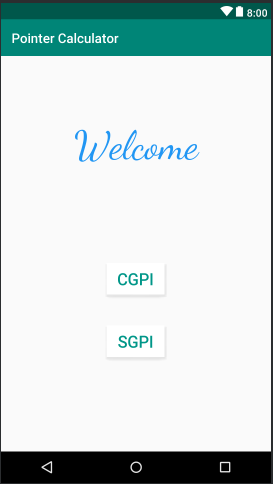 8:00
Pointer Calculator
Welcome
CGPI
SGPI